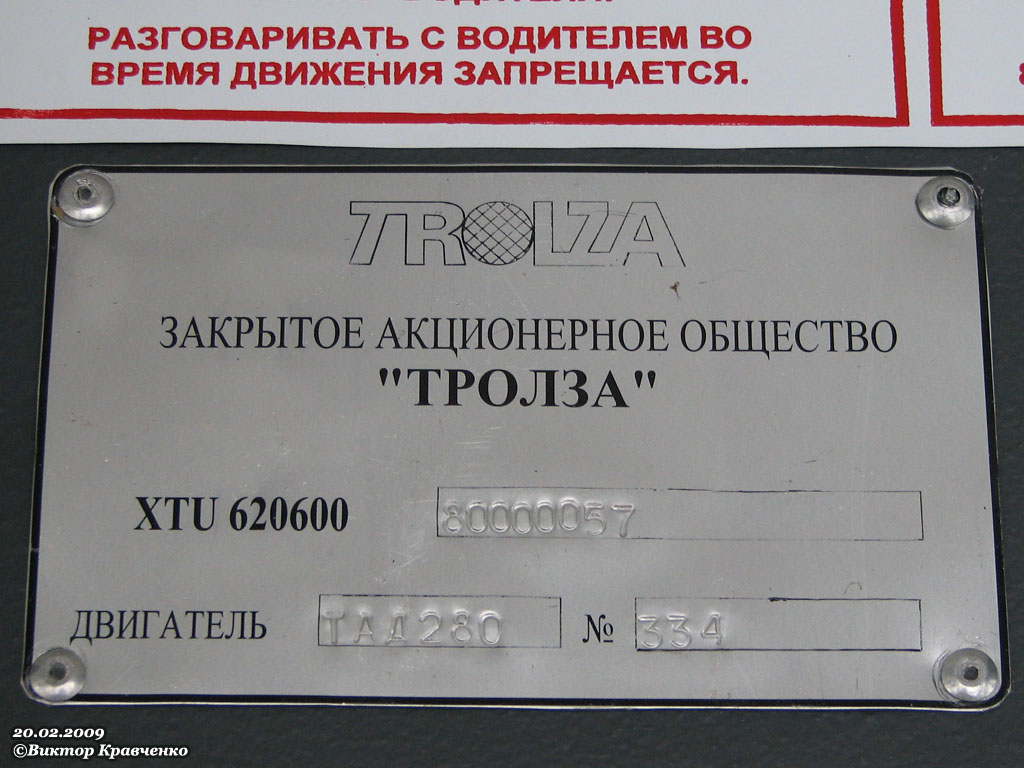 РАЗГОВАРИВАТЬ С ВОДИТЕЛЕМ ВО
ВРЕМЯ ДВИЖЕНИЯ ЗАПРЕЩАЕТСЯ.
TROLZA
ЗАКРЫТОЕ АКЦИОНЕРНОЕ ОБЩЕСТВО
"ТРОЛЗА"
XTU 620600 80000057
ДВИГАТЕЛЬ ТАД280 № 334
20.02.2009
©Виктор Кравченко